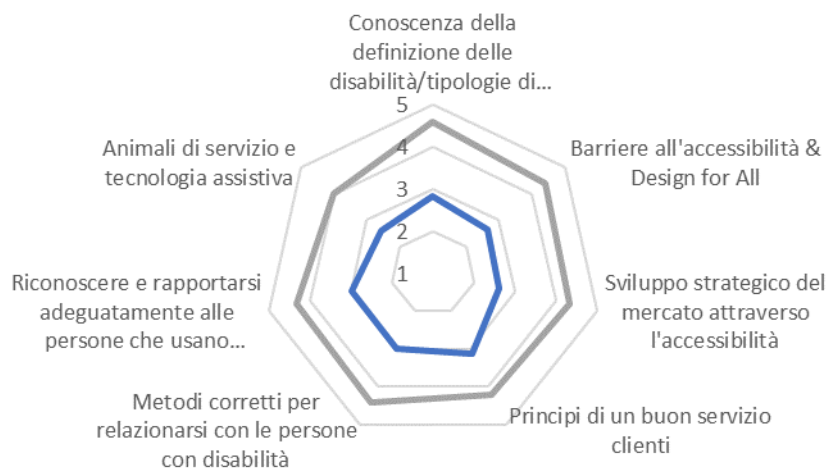 Conoscenza della
definizione delle
disabilità/tipologie di...
5
4
3
2
1
Barriere all'accessibilità &
Design for All
Sviluppo strategico del
mercato attraverso
l'accessibilità
Principi di un buon servizio
clienti
Metodi corretti per
relazionarsi con le persone
con disabilità
Riconoscere e rapportarsi
adeguatamente alle
persone che usano...
Animali di servizio e
tecnologia assistiva